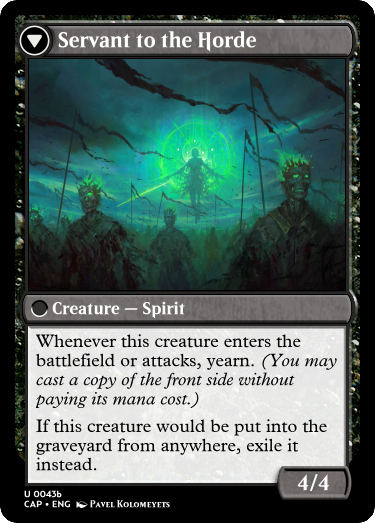 Servant to the Horde
Creature — Spirit
Whenever this creature enters the
battlefield or attacks, yearn. (You may
cast a copy of the front side without
paying its mana cost.)
If this creature would be put into the
graveyard from anywhere, exile it
instead.
4/4
U 0043b
CAP • ENG Pavel Kolomeyets